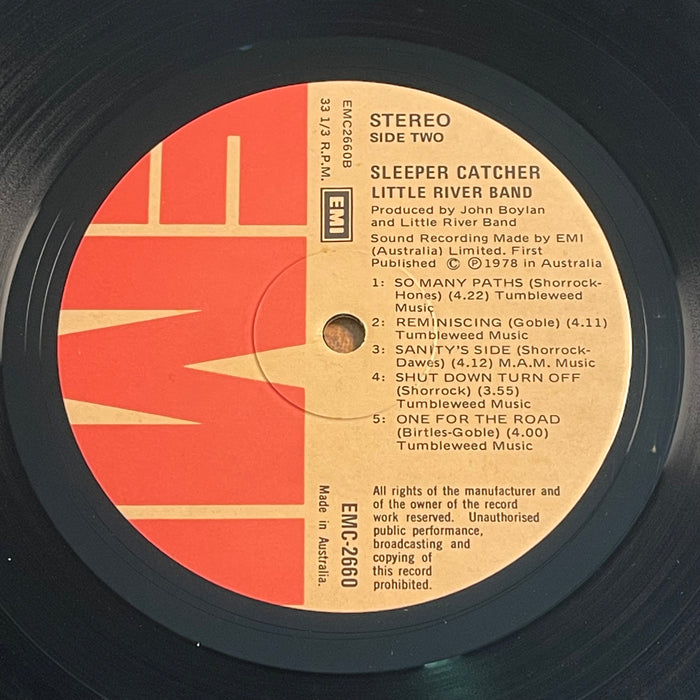 STEREO
SIDE TWO
EMC2660B
33 1/3 R.P.M.
EMI
SLEEPER CATCHER
LITTLE RIVER BAND
Produced by John Boylan
and Little River Band
Sound Recording Made by EMI
(Australia) Limited. First
Published © ℗ 1978 in Australia
1: SO MANY PATHS (Shorrock-
Hones) (4.22) Tumbleweed
Music
2: REMINISCING (Goble) (4.11)
Tumbleweed Music
3: SANITY'S SIDE (Shorrock-
Dawes) (4.12) M.A.M. Music
4: SHUT DOWN TURN OFF
(Shorrock) (3.55)
Tumbleweed Music
5: ONE FOR THE ROAD
(Birtles-Goble) (4.00)
Tumbleweed Music
All rights of the manufacturer and
of the owner of the record
work reserved. Unauthorised
public performance,
broadcasting and
copying of
this record
prohibited.
EMC-2660
Made in Australia.
EMI